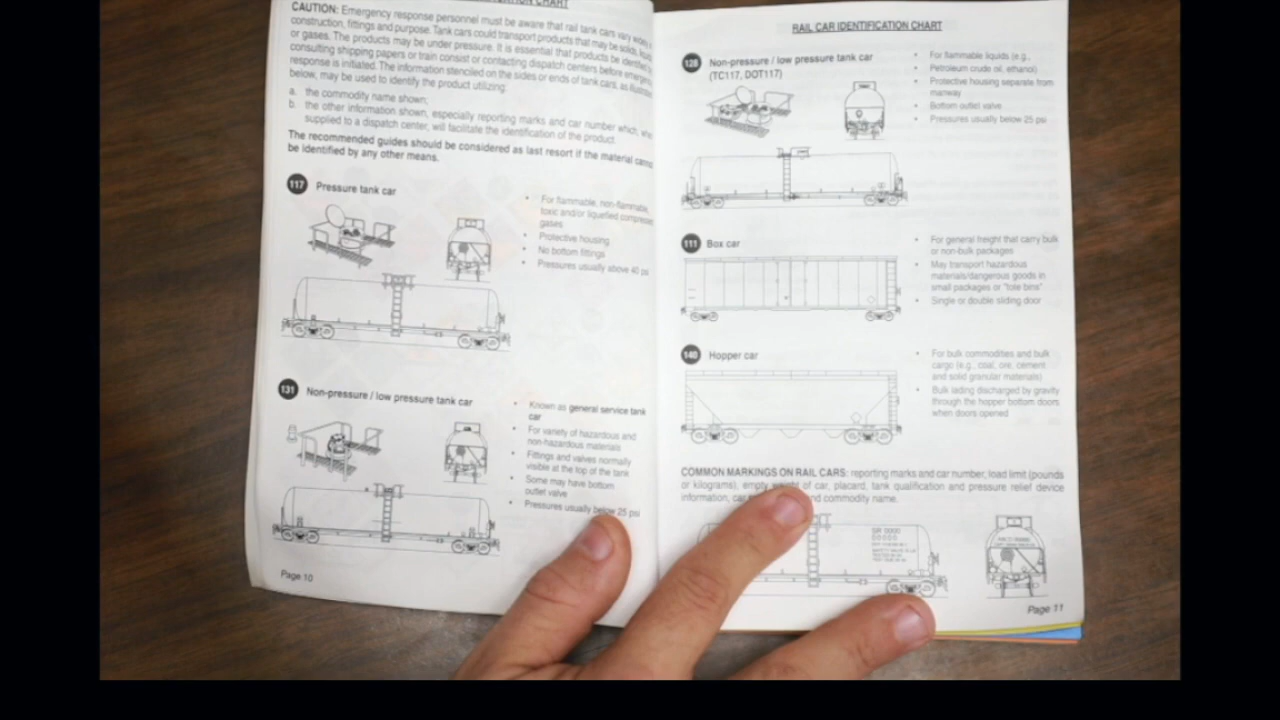 CAUTION: Emergency response personnel must be aware that rail tank cars vary widely
construction, fittings and purpose. Tank cars could transport products that may be solids, liquids
or gases. The products may be under pressure. It is essential that products be identified by
consulting shipping papers or train consist or contacting dispatch centers before emergency
response is initiated. The information stenciled on the sides or ends of tank cars, as illustrated
below, may be used to identify the product utilizing:
a. the commodity name shown;
b. the other information shown, especially reporting marks and car number which, when
supplied to a dispatch center, will facilitate the identification of the product.
The recommended guides should be considered as last resort if the material cannot
be identified by any other means.
117 Pressure tank car
• For flammable, non-flammable,
toxic and/or liquefied compressed
gases
• Protective housing
• No bottom fittings
• Pressures usually above 40 psi
131 Non-pressure / low pressure tank car
• Known as general service tank
car
• For variety of hazardous and
non-hazardous materials
• Fittings and valves normally
visible at the top of the tank
• Some may have bottom
outlet valve
• Pressures usually below 25 psi
Page 10
RAIL CAR IDENTIFICATION CHART
128 Non-pressure / low pressure tank car
(TC117, DOT117)
• For flammable liquids (e.g.,
• Petroleum crude oil, ethanol)
• Protective housing separate from
manway
• Bottom outlet valve
• Pressures usually below 25 psi
111 Box car
• For general freight that carry bulk
or non-bulk packages
• May transport hazardous
materials/dangerous goods in
small packages or "tote bins"
• Single or double sliding door
140 Hopper car
• For bulk commodities and bulk
cargo (e.g., coal, ore, cement
and solid granular materials)
• Bulk lading discharged by gravity
through the hopper bottom doors
when doors opened
COMMON MARKINGS ON RAIL CARS: reporting marks and car number, load limit (pounds
or kilograms), empty weight of car, placard, tank qualification and pressure relief device
information, car and commodity name.
Page 11